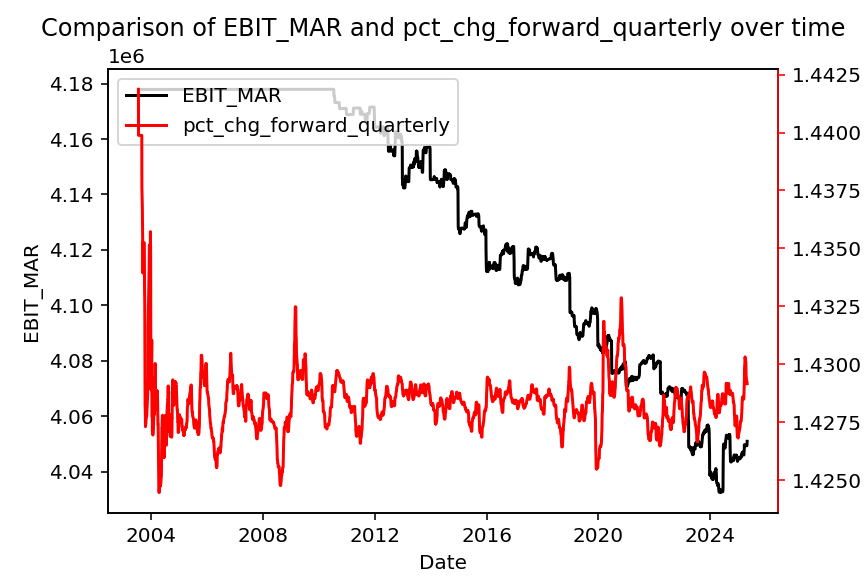 Comparison of EBIT_MAR and pct_chg_forward_quarterly over time
1e6
EBIT_MAR
pct_chg_forward_quarterly
4.18
4.16
4.14
4.12
4.10
4.08
4.06
4.04
EBIT_MAR
1.4425
1.4400
1.4375
1.4350
1.4325
1.4300
1.4275
1.4250
2004 2008 2012 2016 2020 2024
Date